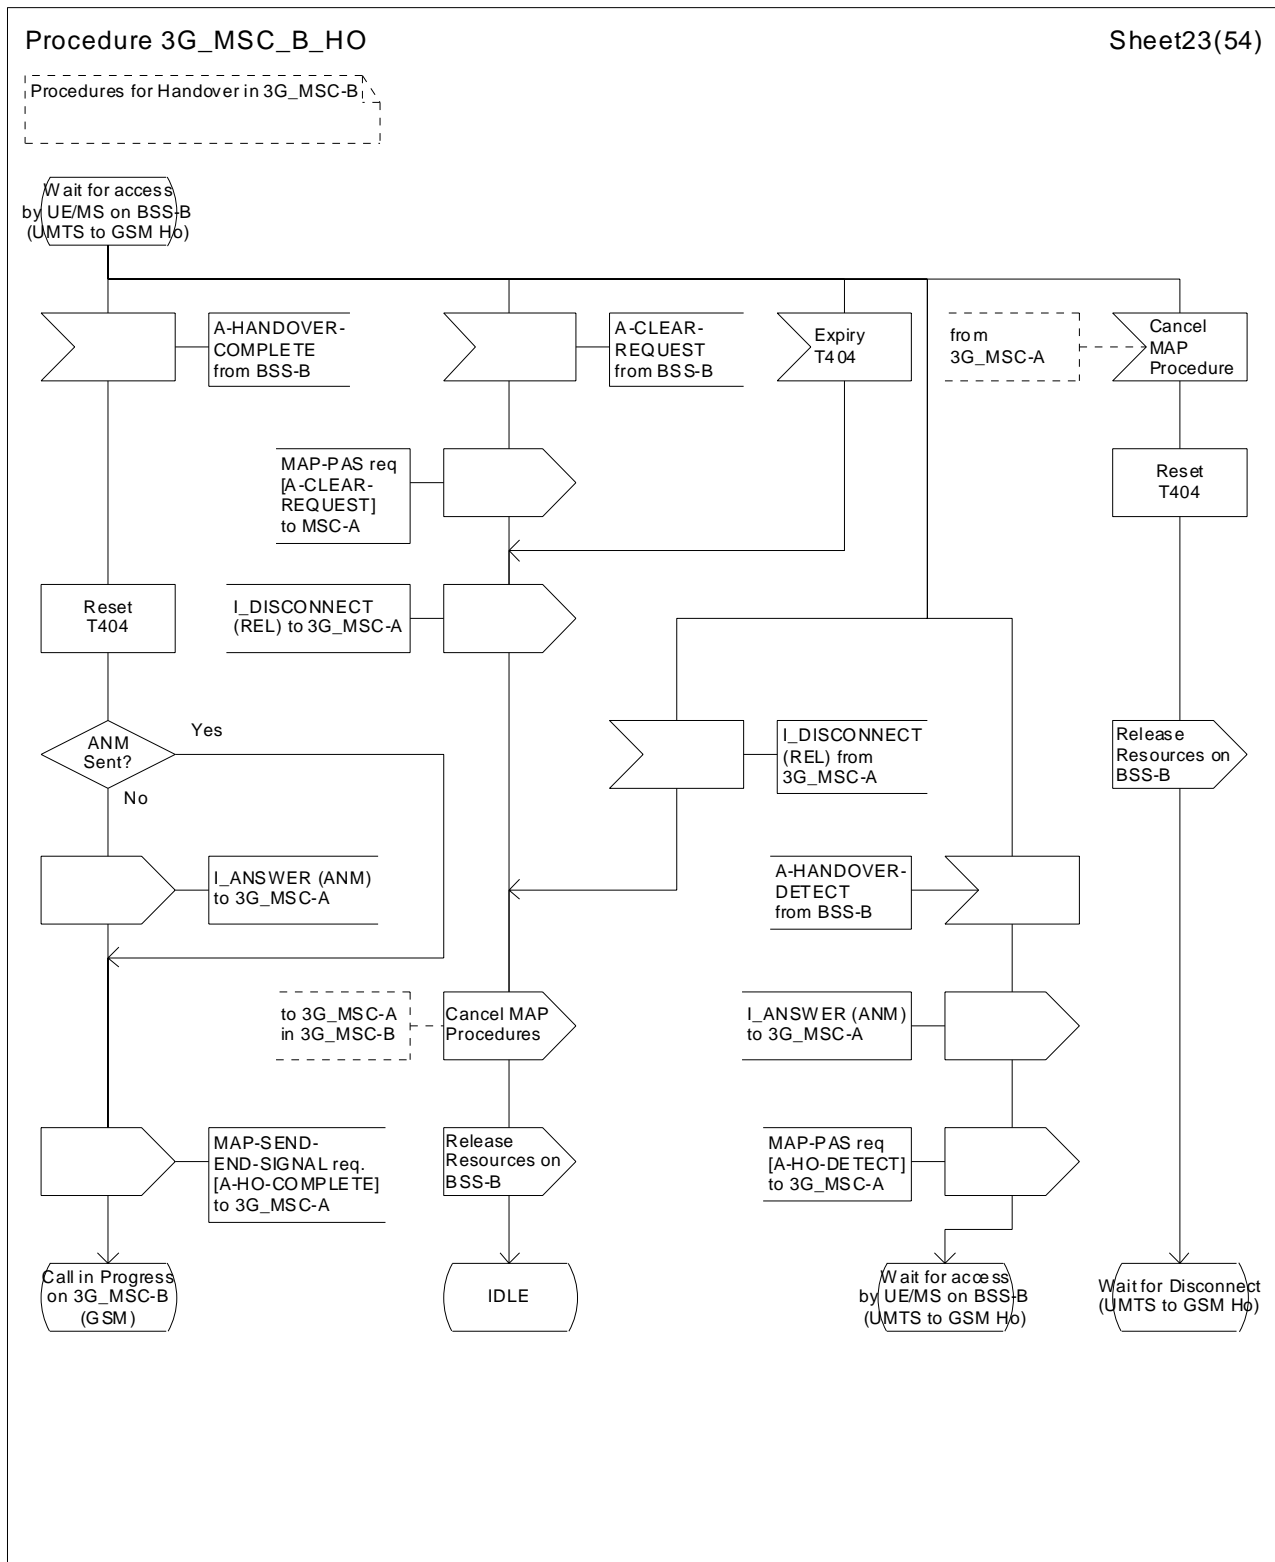 Procedure 3G_MSC_B_HO
Sheet23(54)
Procedures for Handover in 3G_MSC-B
Wait for access
by UE/MS on BSS-B
(UMTS to GSM Ho)
A-HANDOVER-
COMPLETE
from BSS-B
A-CLEAR-
REQUEST
from BSS-B
Expiry
T404
from
3G_MSC-A
Cancel
MAP
Procedure
MAP-PAS req
[A-CLEAR-
REQUEST]
to MSC-A
Reset
T404
Reset
T404
I_DISCONNECT
(REL) to 3G_MSC-A
ANM
Sent?
Yes
No
I_DISCONNECT
(REL) from
3G_MSC-A
Release
Resources on
BSS-B
I_ANSWER (ANM)
to 3G_MSC-A
A-HANDOVER-
DETECT
from BSS-B
to 3G_MSC-A
in 3G_MSC-B
Cancel MAP
Procedures
I_ANSWER (ANM)
to 3G_MSC-A
MAP-SEND-
END-SIGNAL req.
[A-HO-COMPLETE]
to 3G_MSC-A
Release
Resources on
BSS-B
MAP-PAS req
[A-HO-DETECT]
to 3G_MSC-A
Call in Progress
on 3G_MSC-B
(GSM)
IDLE
Wait for access
by UE/MS on BSS-B
(UMTS to GSM Ho)
Wait for Disconnect
(UMTS to GSM Ho)